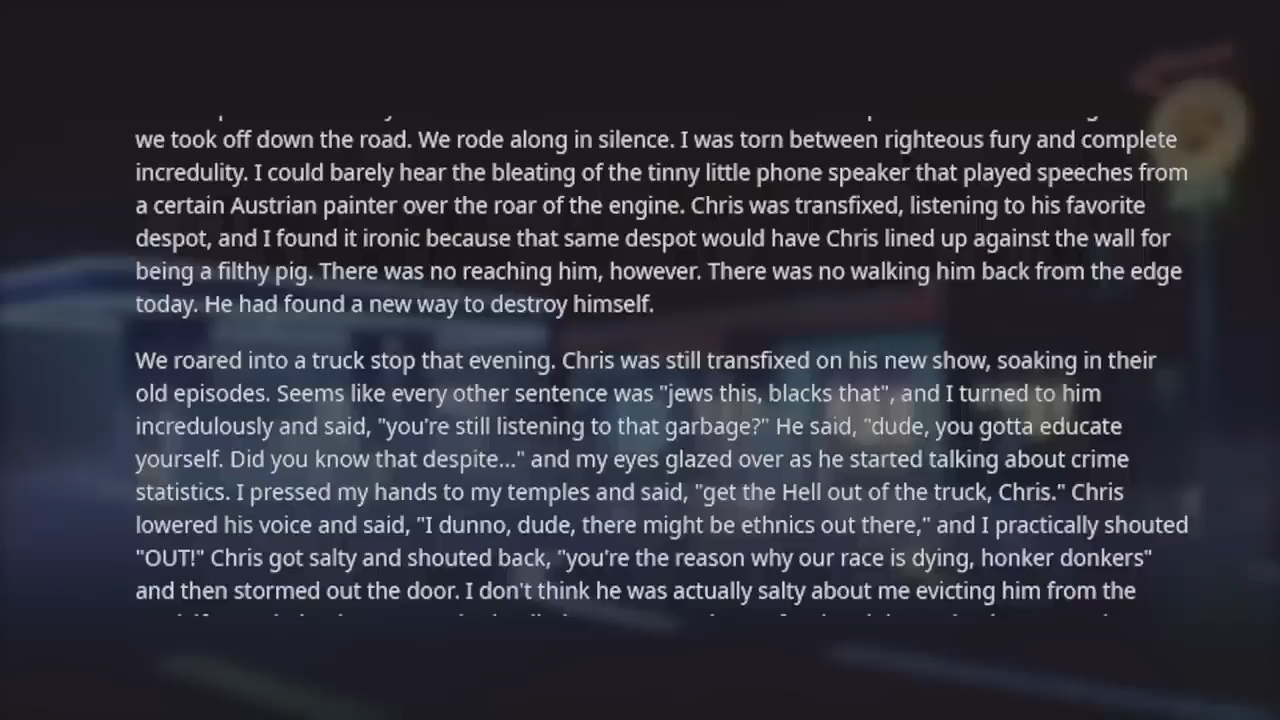 we took off down the road. We rode along in silence. I was torn between righteous fury and complete
incredulity. I could barely hear the bleating of the tinny little phone speaker that played speeches from
a certain Austrian painter over the roar of the engine. Chris was transfixed, listening to his favorite
despot, and I found it ironic because that same despot would have Chris lined up against the wall for
being a filthy pig. There was no reaching him, however. There was no walking him back from the edge
today. He had found a new way to destroy himself.
We roared into a truck stop that evening. Chris was still transfixed on his new show, soaking in their
old episodes. Seems like every other sentence was "jews this, blacks that", and I turned to him
incredulously and said, "you're still listening to that garbage?" He said, "dude, you gotta educate
yourself. Did you know that despite..." and my eyes glazed over as he started talking about crime
statistics. I pressed my hands to my temples and said, "get the Hell out of the truck, Chris." Chris
lowered his voice and said, "I dunno, dude, there might be ethnics out there," and I practically shouted
"OUT!" Chris got salty and shouted back, "you're the reason why our race is dying, honker donkers"
and then stormed out the door. I don't think he was actually salty about me evicting him from the